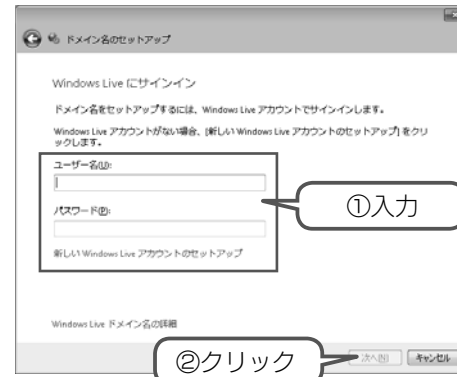 ドメイン名のセットアップ
Windows Live にサインイン
ドメイン名をセットアップするには、Windows Live アカウントでサインインします。
Windows Live アカウントがない場合、[新しい Windows Live アカウントのセットアップ] をクリ
ックします。
ユーザー名(U):
①入力
パスワード(P):
新しい Windows Live アカウントのセットアップ
Windows Live ドメイン名の詳細
②クリック
次へ(N)
キャンセル